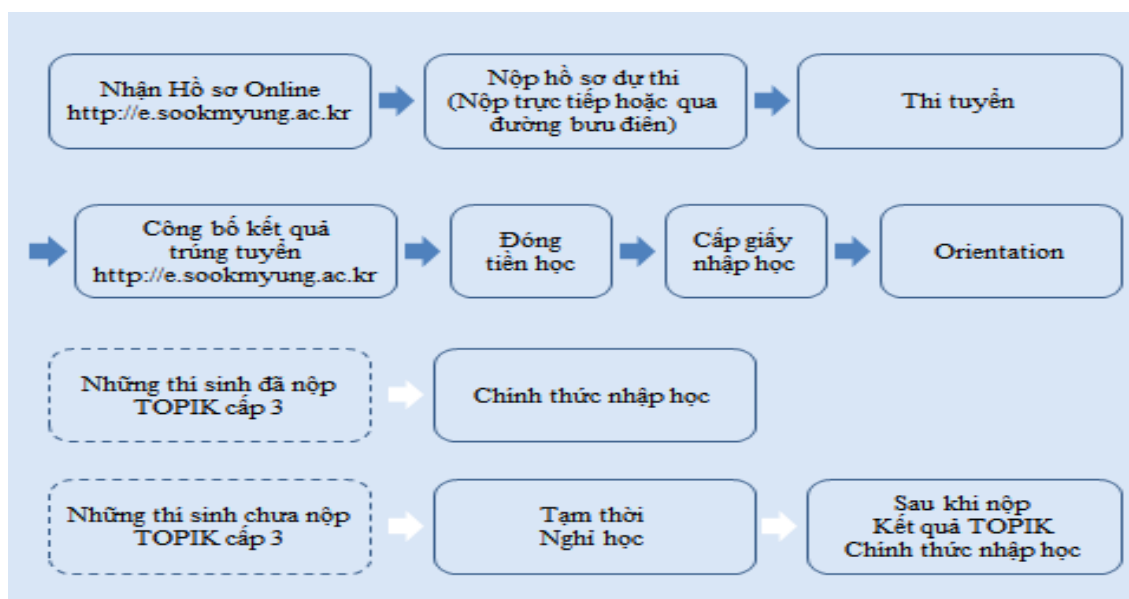 Nhận Hồ sơ Online
http://e.sookmyung.ac.kr
Nộp hồ sơ dự thi
(Nộp trực tiếp hoặc qua
đường bưu điên)
Thi tuyển
Công bố kết quả
trúng tuyển
http://e.sookmyung.ac.kr
Đóng
tiền học
Cấp giấy
nhập học
Orientation
Những thí sinh đã nộp
TOPIK cấp 3
Chính thức nhập học
Những thí sinh chưa nộp
TOPIK cấp 3
Tạm thời
Nghỉ học
Sau khi nộp
Kết quả TOPIK
Chính thức nhập học